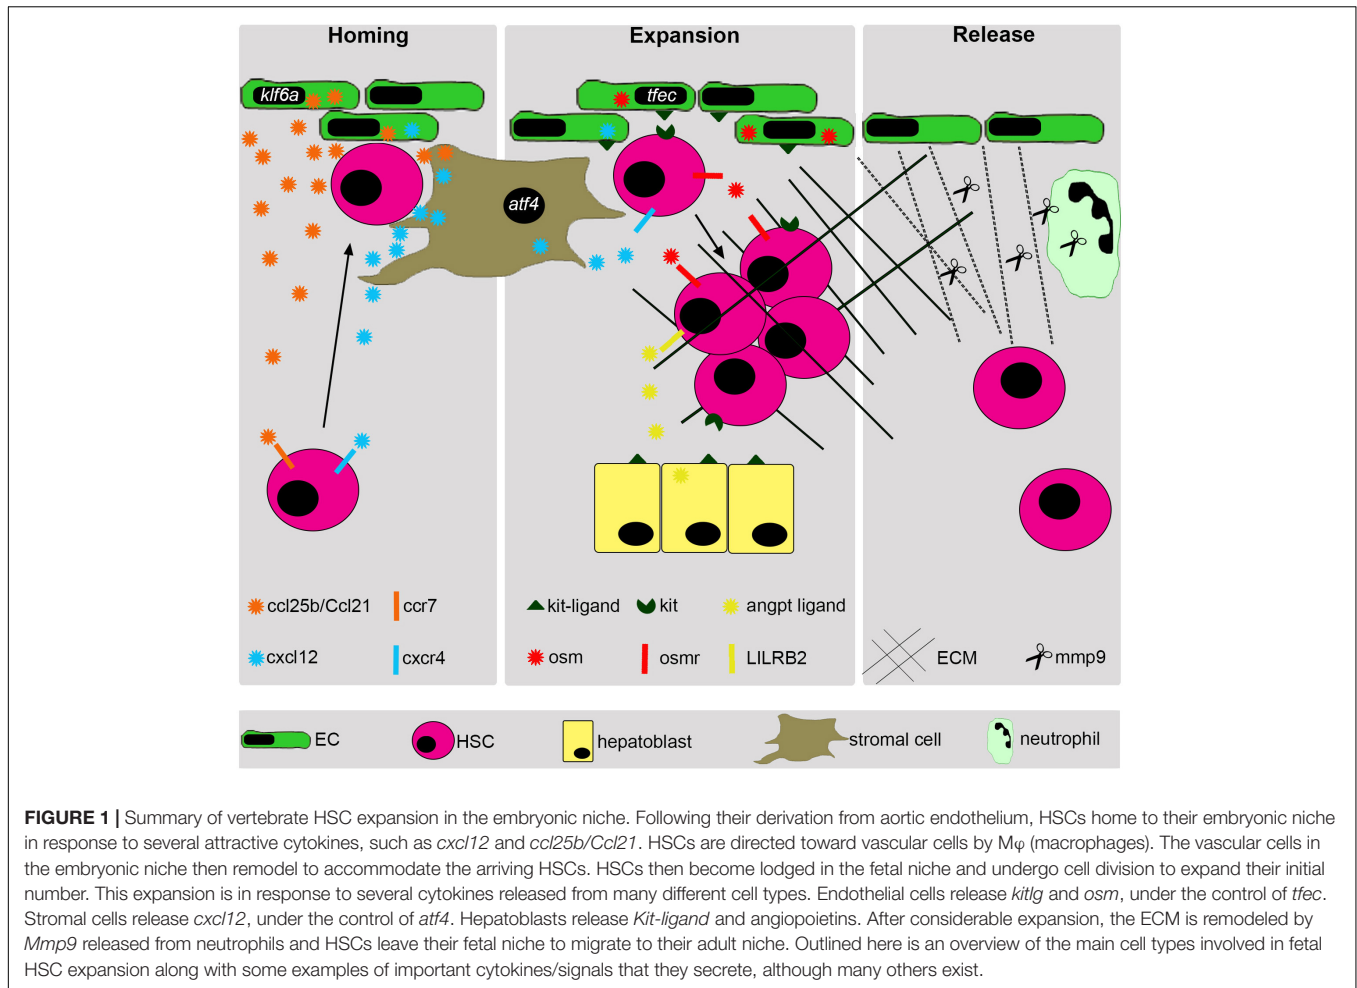 Homing
Expansion
Release
klf6a
tfec
atf4
ccl25b/Ccl21
ccr7
kit-ligand
kit
angpt ligand
cxcl12
cxcr4
osm
osmr
LILRB2
ECM
mmp9
EC
HSC
hepatoblast
stromal cell
neutrophil
FIGURE 1 | Summary of vertebrate HSC expansion in the embryonic niche. Following their derivation from aortic endothelium, HSCs home to their embryonic niche
in response to several attractive cytokines, such as cxcl12 and ccl25b/Ccl21. HSCs are directed toward vascular cells by Mφ (macrophages). The vascular cells in
the embryonic niche then remodel to accommodate the arriving HSCs. HSCs then become lodged in the fetal niche and undergo cell division to expand their initial
number. This expansion is in response to several cytokines released from many different cell types. Endothelial cells release kitlg and osm, under the control of tfec.
Stromal cells release cxcl12, under the control of atf4. Hepatoblasts release Kit-ligand and angiopoietins. After considerable expansion, the ECM is remodeled by
Mmp9 released from neutrophils and HSCs leave their fetal niche to migrate to their adult niche. Outlined here is an overview of the main cell types involved in fetal
HSC expansion along with some examples of important cytokines/signals that they secrete, although many others exist.